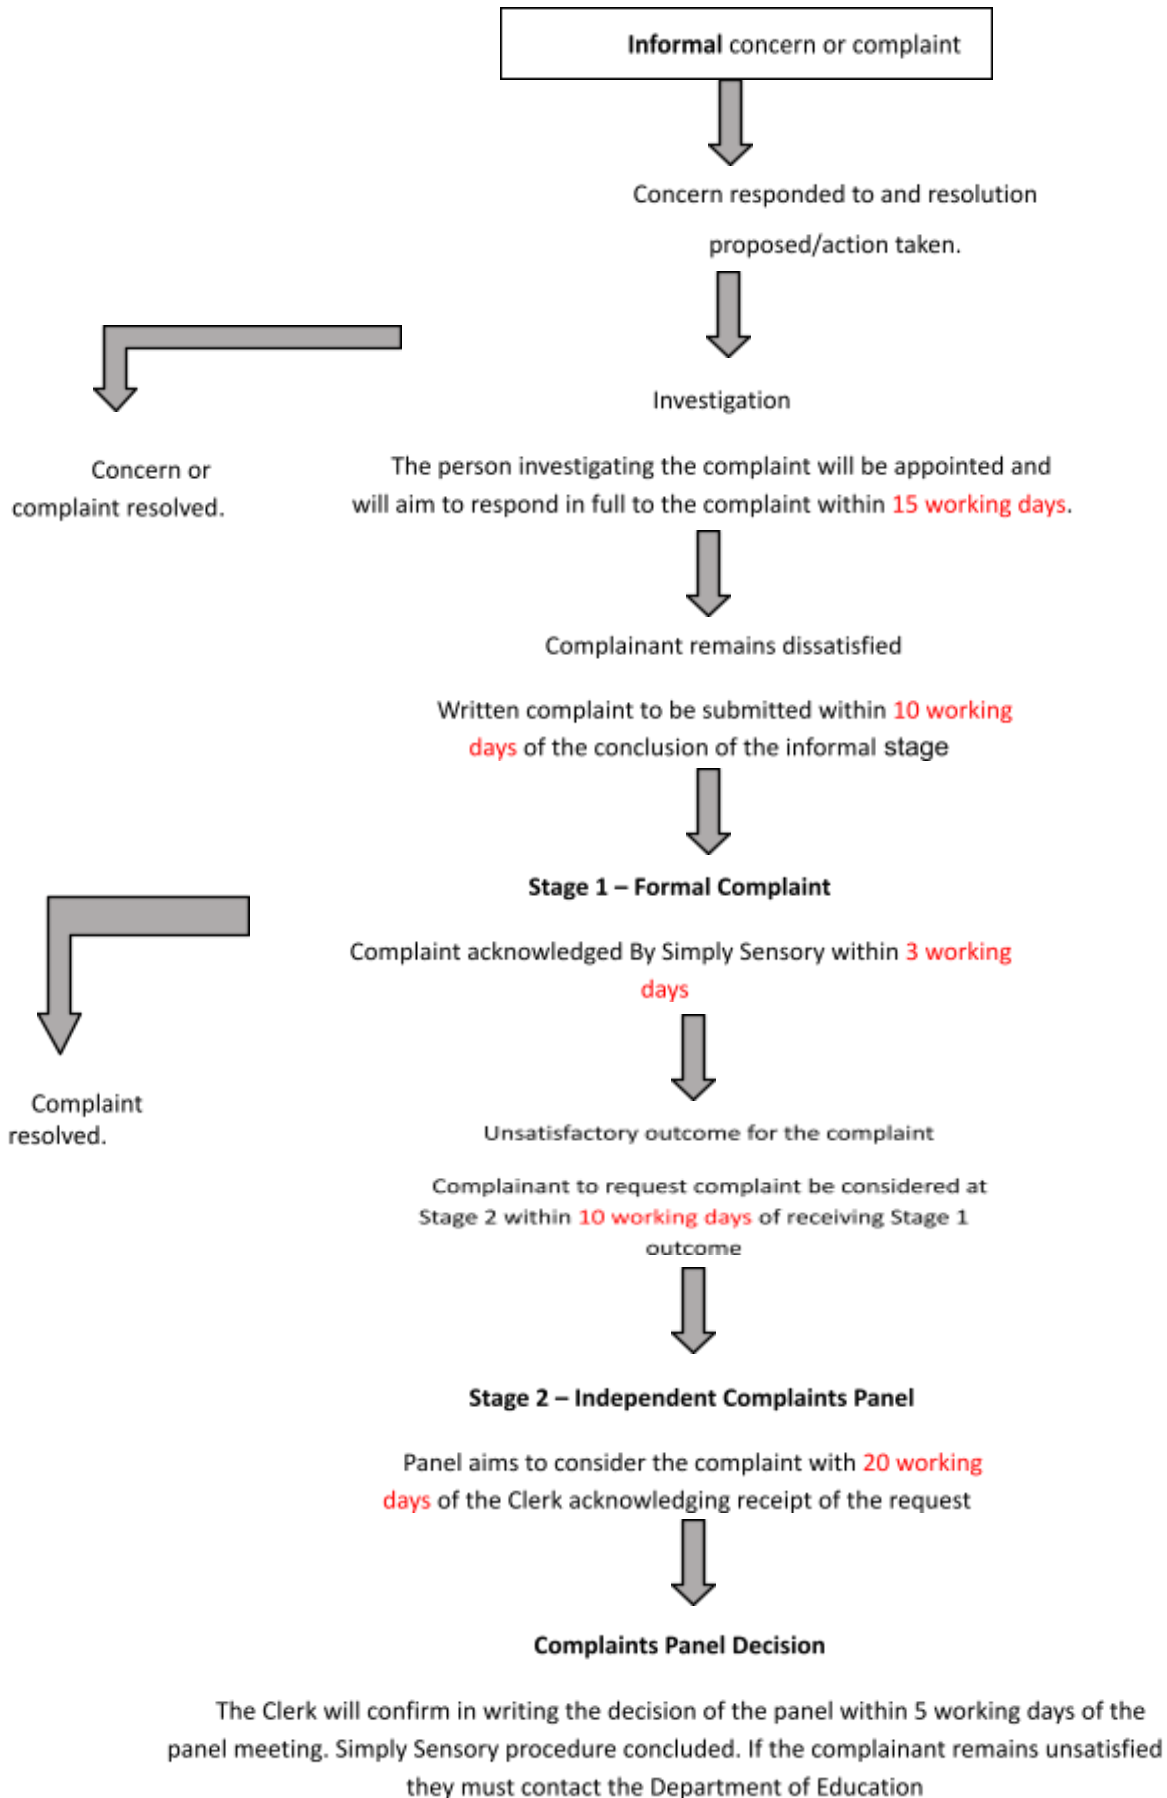 Informal concern or complaint
Concern responded to and resolution
proposed/action taken.
Investigation
The person investigating the complaint will be appointed and
will aim to respond in full to the complaint within 15 working days.
Concern or
complaint resolved.
Complainant remains dissatisfied
Written complaint to be submitted within 10 working
days of the conclusion of the informal stage
Stage 1 – Formal Complaint
Complaint acknowledged By Simply Sensory within 3 working
days
Complaint
resolved.
Unsatisfactory outcome for the complaint
Complainant to request complaint be considered at
Stage 2 within 10 working days of receiving Stage 1
outcome
Stage 2 – Independent Complaints Panel
Panel aims to consider the complaint with 20 working
days of the Clerk acknowledging receipt of the request
Complaints Panel Decision
The Clerk will confirm in writing the decision of the panel within 5 working days of the
panel meeting. Simply Sensory procedure concluded. If the complainant remains unsatisfied
they must contact the Department of Education